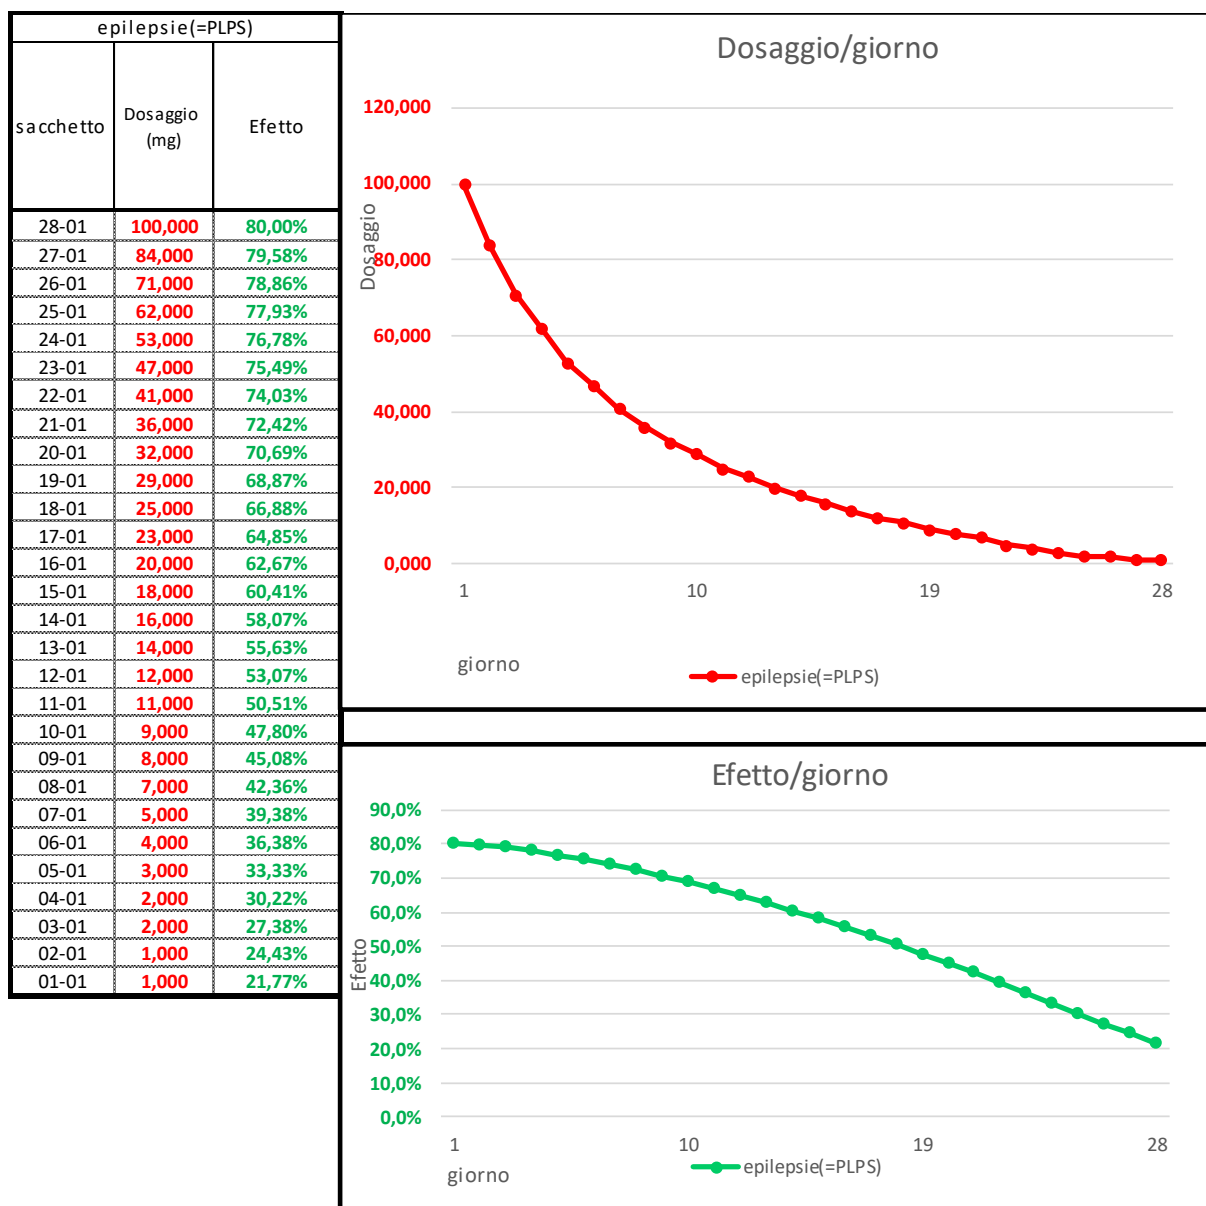 epilepsie(=PLPS)
sacchetto Dosaggio (mg) Efetto
28-01 100,000 80,00%
27-01 84,000 79,58%
26-01 71,000 78,86%
25-01 62,000 77,93%
24-01 53,000 76,78%
23-01 47,000 75,49%
22-01 41,000 74,03%
21-01 36,000 72,42%
20-01 32,000 70,69%
19-01 29,000 68,87%
18-01 25,000 66,88%
17-01 23,000 64,85%
16-01 20,000 62,67%
15-01 18,000 60,41%
14-01 16,000 58,07%
13-01 14,000 55,63%
12-01 12,000 53,07%
11-01 11,000 50,51%
10-01 9,000 47,80%
09-01 8,000 45,08%
08-01 7,000 42,36%
07-01 5,000 39,38%
06-01 4,000 36,38%
05-01 3,000 33,33%
04-01 2,000 30,22%
03-01 2,000 27,38%
02-01 1,000 24,43%
01-01 1,000 21,77%
Dosaggio/giorno
120,000
100,000
80,000
60,000
40,000
20,000
0,000
Dosaggio
1 10 19 28
giorno
epilepsie(=PLPS)
Efetto/giorno
90,0%
80,0%
70,0%
60,0%
50,0%
40,0%
30,0%
20,0%
10,0%
0,0%
Efetto
1 10 19 28
giorno
epilepsie(=PLPS)